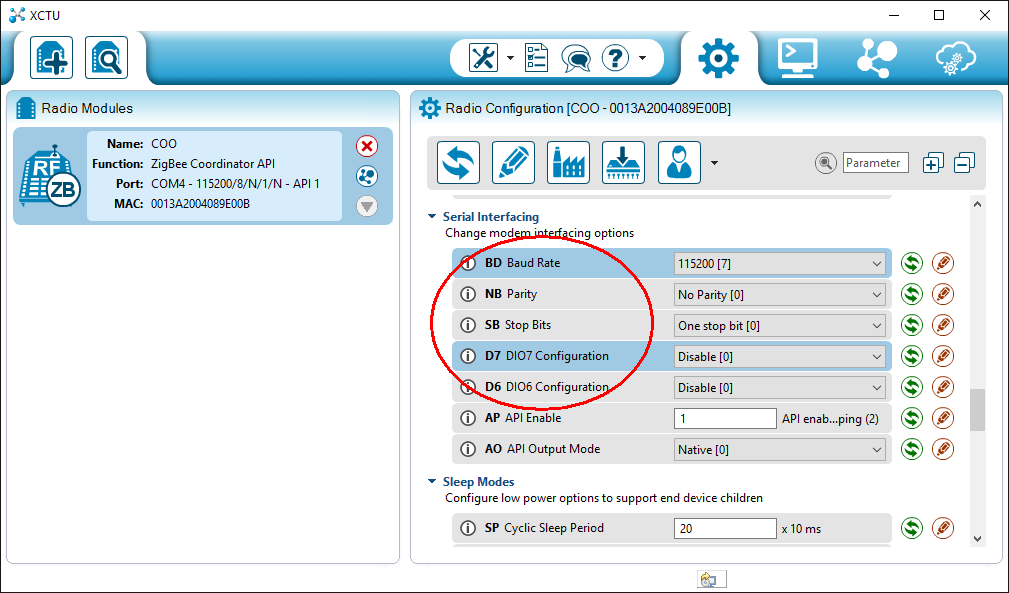 XCTU
Radio Modules
RF
ZB
Name: COO
Function: ZigBee Coordinator API
Port: COM4 - 115200/8/N/1/N - API 1
MAC: 0013A2004089E00B
Radio Configuration [COO - 0013A2004089E00B]
Parameter
Serial Interfacing
Change modem interfacing options
BD Baud Rate 115200 [7]
NB Parity No Parity [0]
SB Stop Bits One stop bit [0]
D7 DIO7 Configuration Disable [0]
D6 DIO6 Configuration Disable [0]
AP API Enable 1 API enab...ping (2)
AO API Output Mode Native [0]
Sleep Modes
Configure low power options to support end device children
SP Cyclic Sleep Period 20 x 10 ms